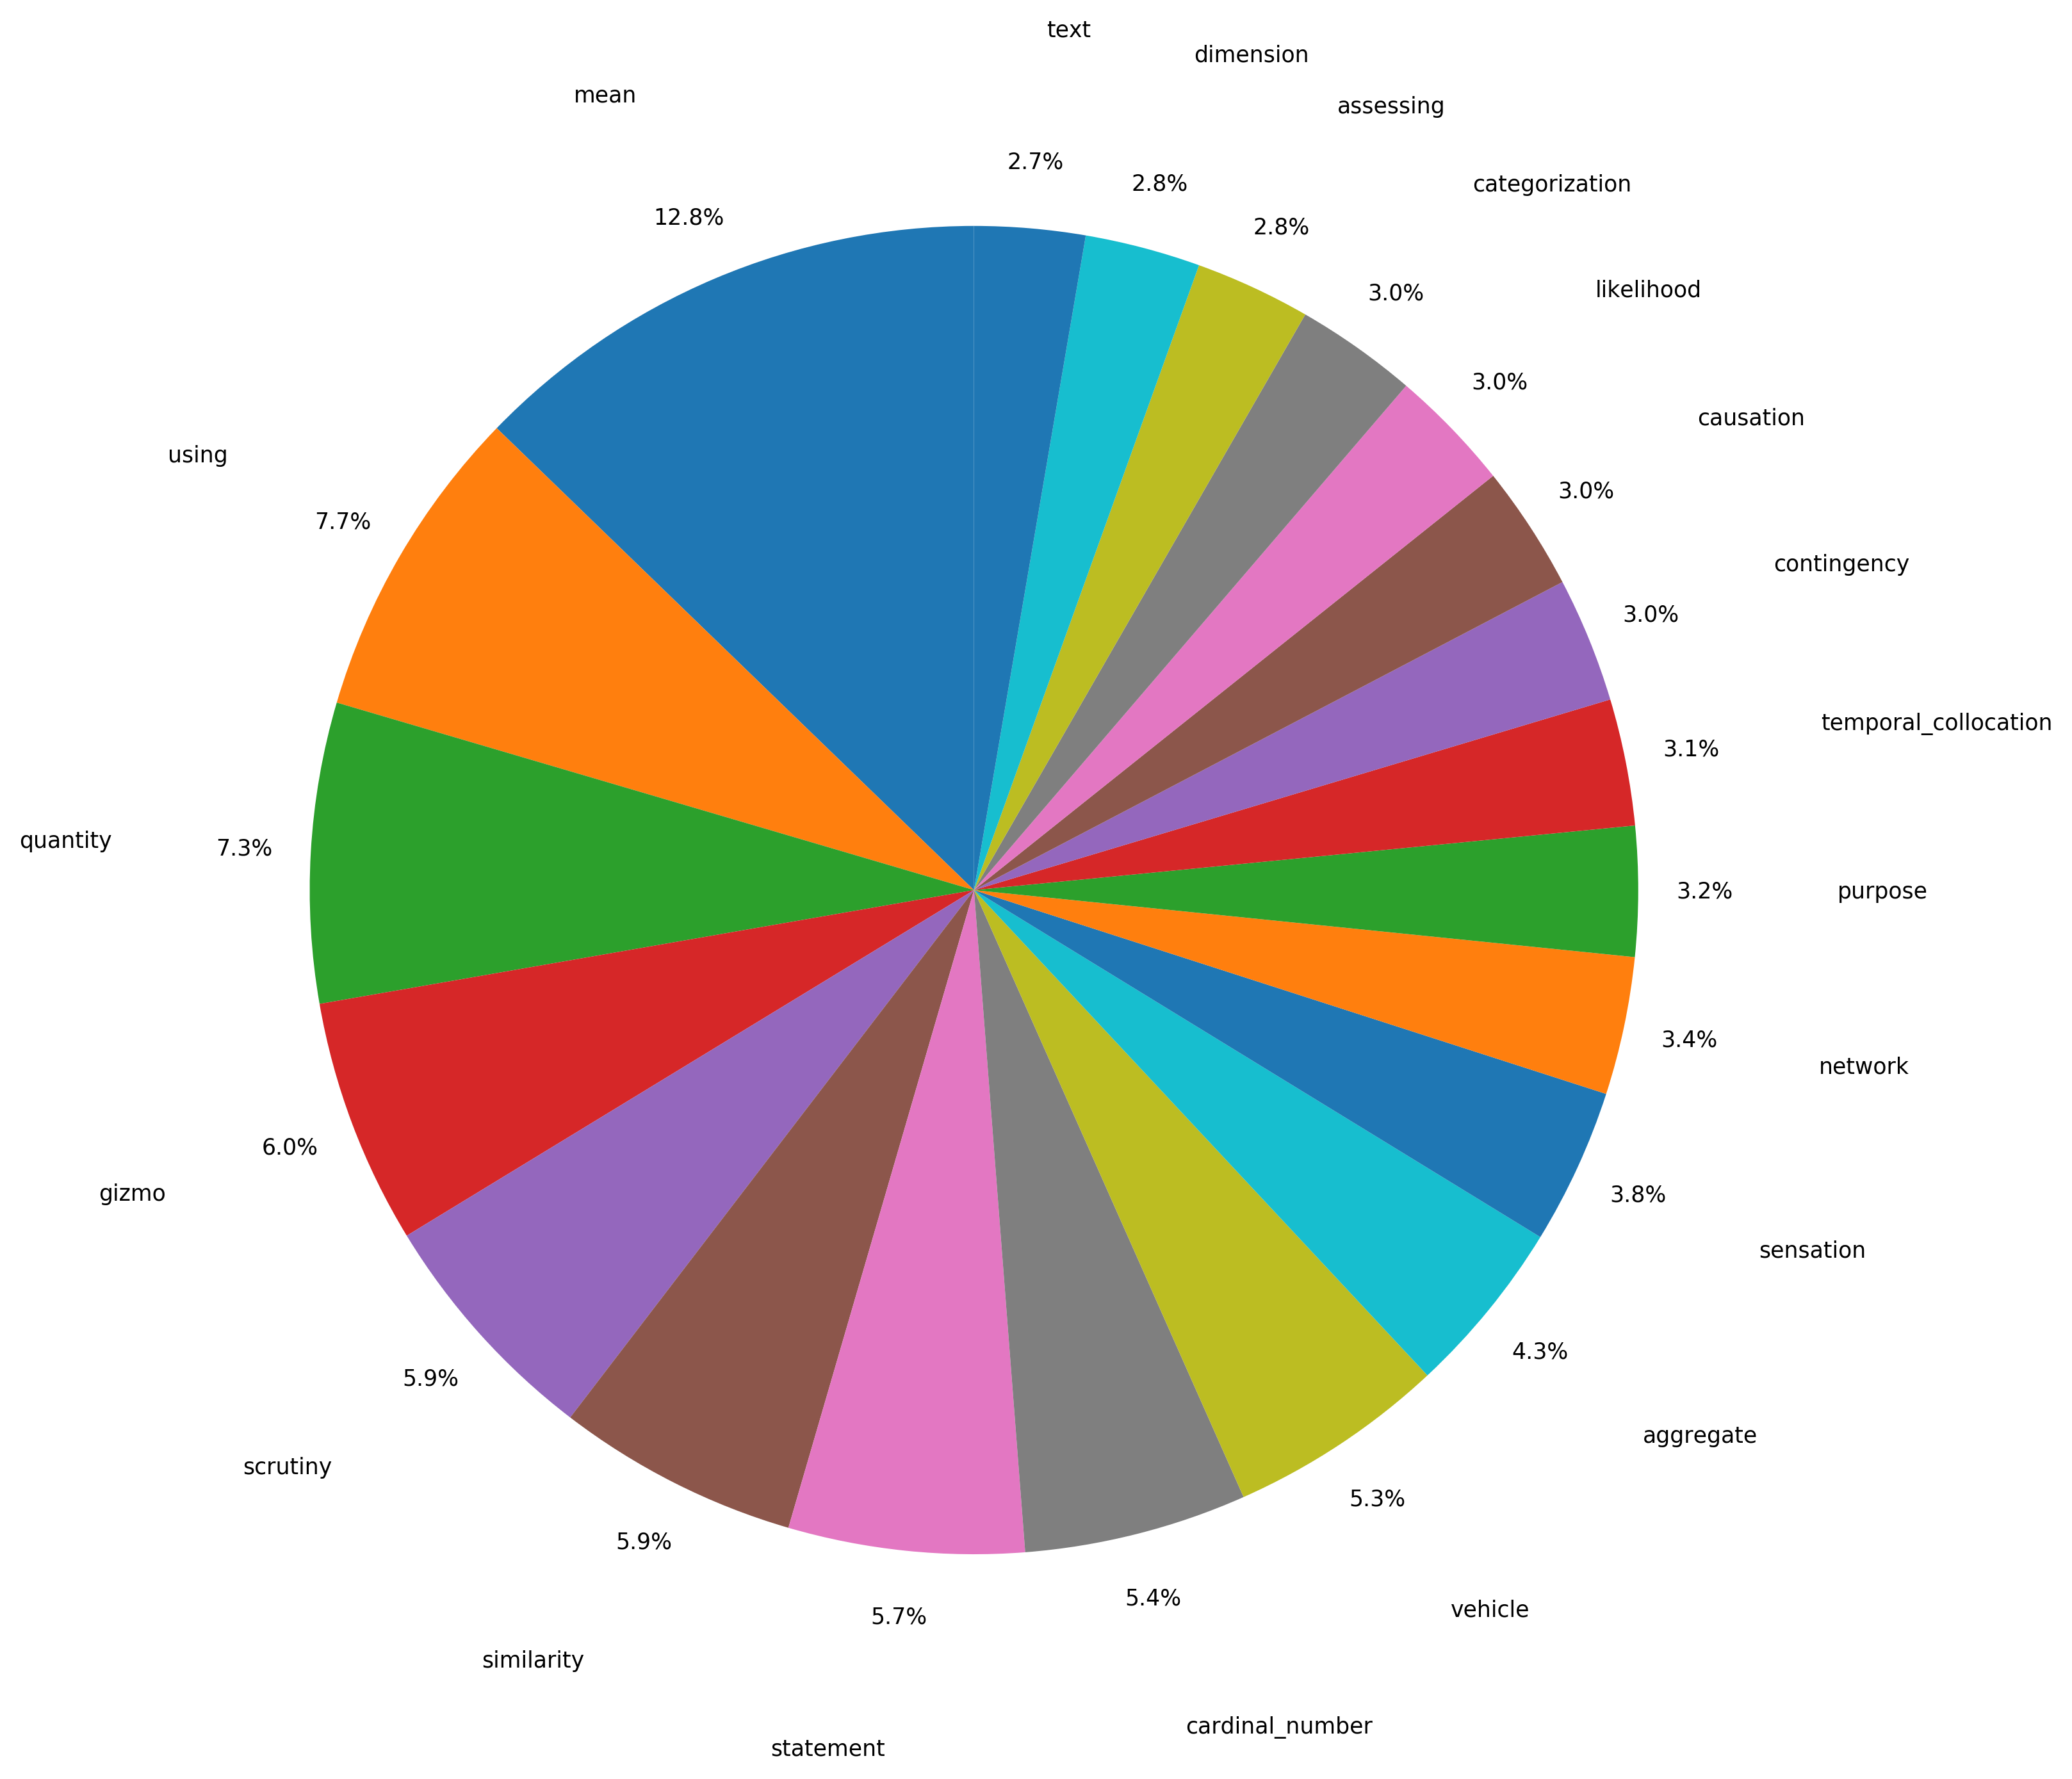 text
dimension
mean
assessing
2.7%
2.8%
categorization
12.8%
2.8%
likelihood
3.0%
3.0%
causation
using
3.0%
7.7%
contingency
3.0%
temporal_collocation
3.1%
quantity
7.3%
3.2%
purpose
3.4%
network
6.0%
gizmo
3.8%
sensation
4.3%
5.9%
aggregate
scrutiny
5.3%
5.9%
5.4%
vehicle
5.7%
similarity
cardinal_number
statement